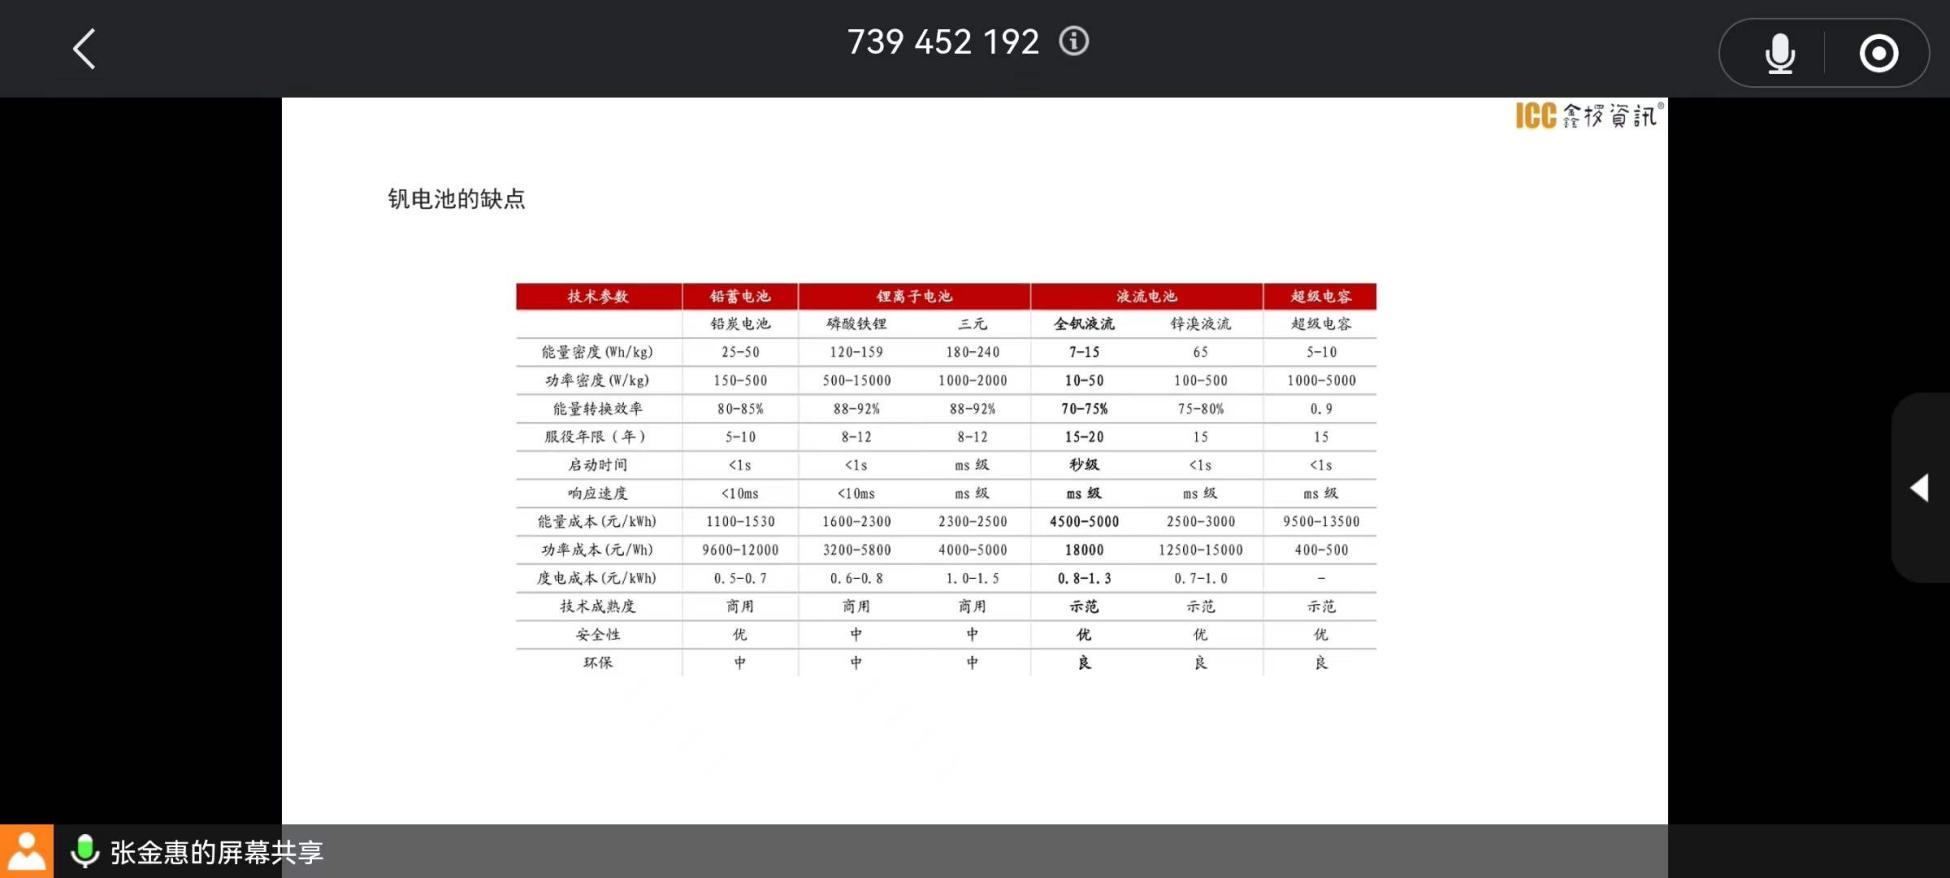 739 452 192
ICC 鑫椤資訊®
钒电池的缺点
技术参数 铅蓄电池 锂离子电池 液流电池 超级电容
铅炭电池 磷酸铁锂 三元 全钒液流 锌溴液流 超级电容
能量密度(Wh/kg) 25-50 120-159 180-240 7-15 65 5-10
功率密度(W/kg) 150-500 500-15000 1000-2000 10-50 100-500 1000-5000
能量转换效率 80-85% 88-92% 88-92% 70-75% 75-80% 0.9
服役年限（年） 5-10 8-12 8-12 15-20 15 15
启动时间 <1s <1s ms 级 秒级 <1s <1s
响应速度 <10ms <10ms ms 级 ms 级 ms 级 ms 级
能量成本(元/kWh) 1100-1530 1600-2300 2300-2500 4500-5000 2500-3000 9500-13500
功率成本(元/Wh) 9600-12000 3200-5800 4000-5000 18000 12500-15000 400-500
度电成本(元/kWh) 0.5-0.7 0.6-0.8 1.0-1.5 0.8-1.3 0.7-1.0 -
技术成熟度 商用 商用 商用 示范 示范 示范
安全性 优 中 中 优 优 优
环保 中 中 中 良 良 良
张金惠的屏幕共享